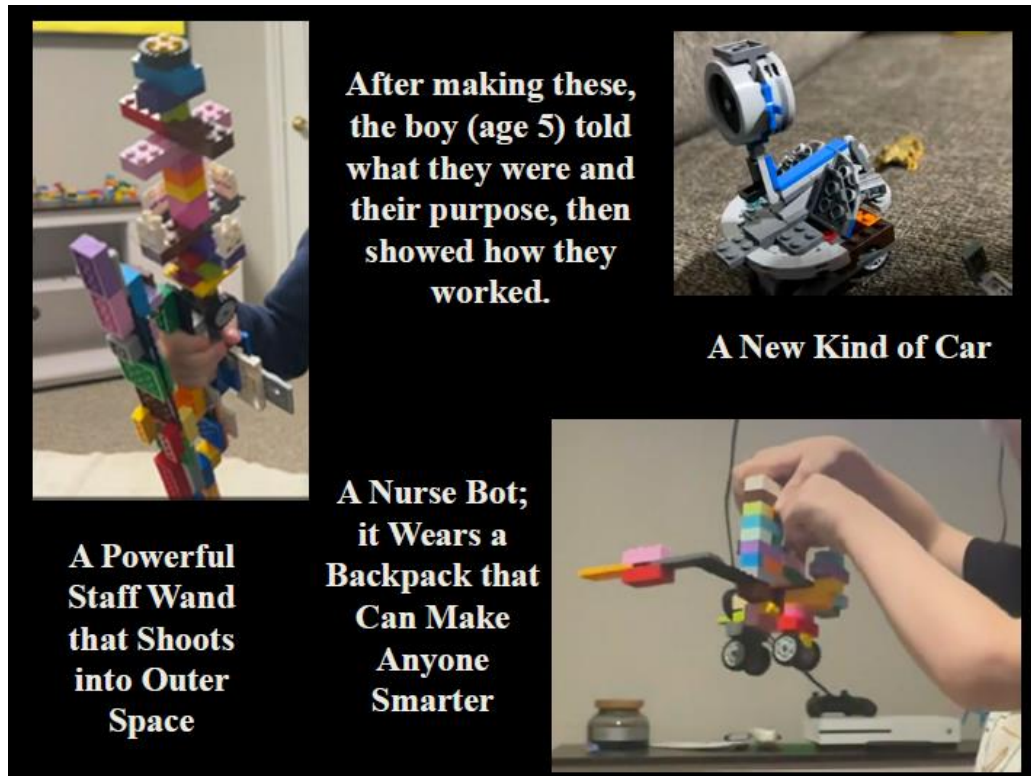 After making these,
the boy (age 5) told
what they were and
their purpose, then
showed how they
worked.
A New Kind of Car
A Powerful
Staff Wand
that Shoots
into Outer
Space
A Nurse Bot;
it Wears a
Backpack that
Can Make
Anyone
Smarter